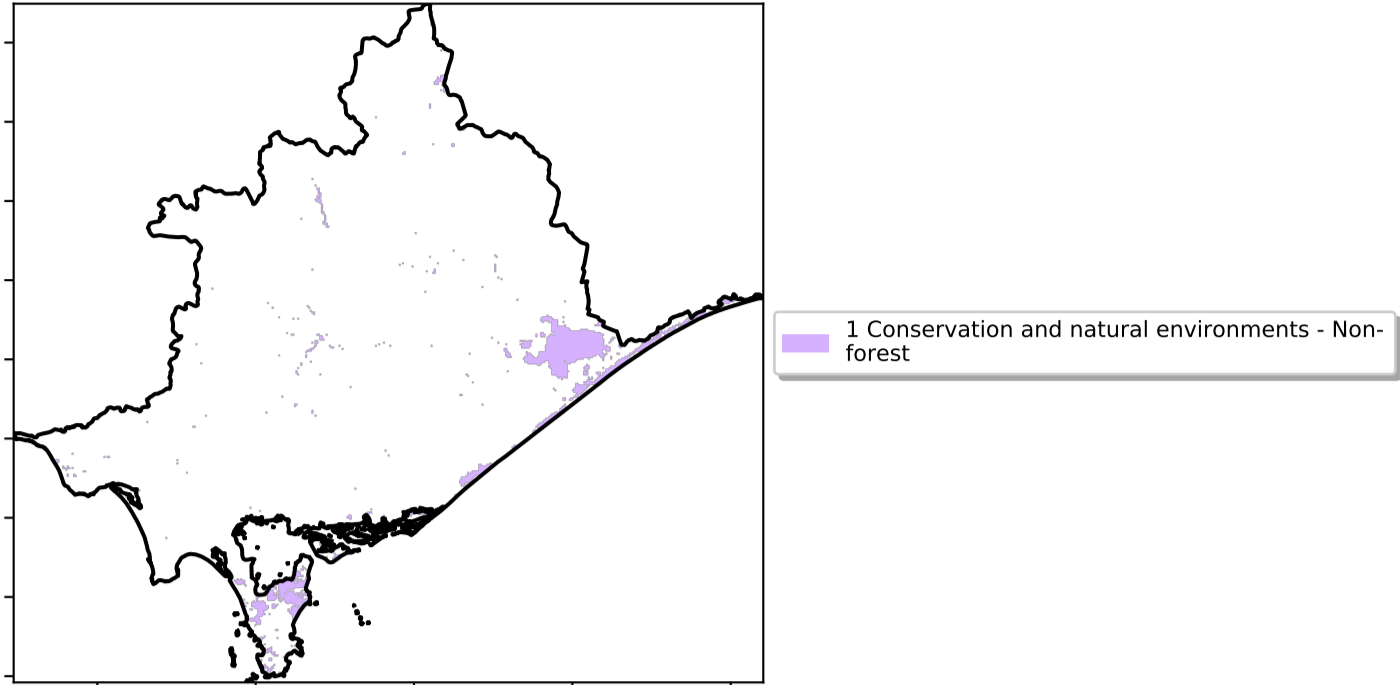 1 Conservation and natural environments - Non-
forest